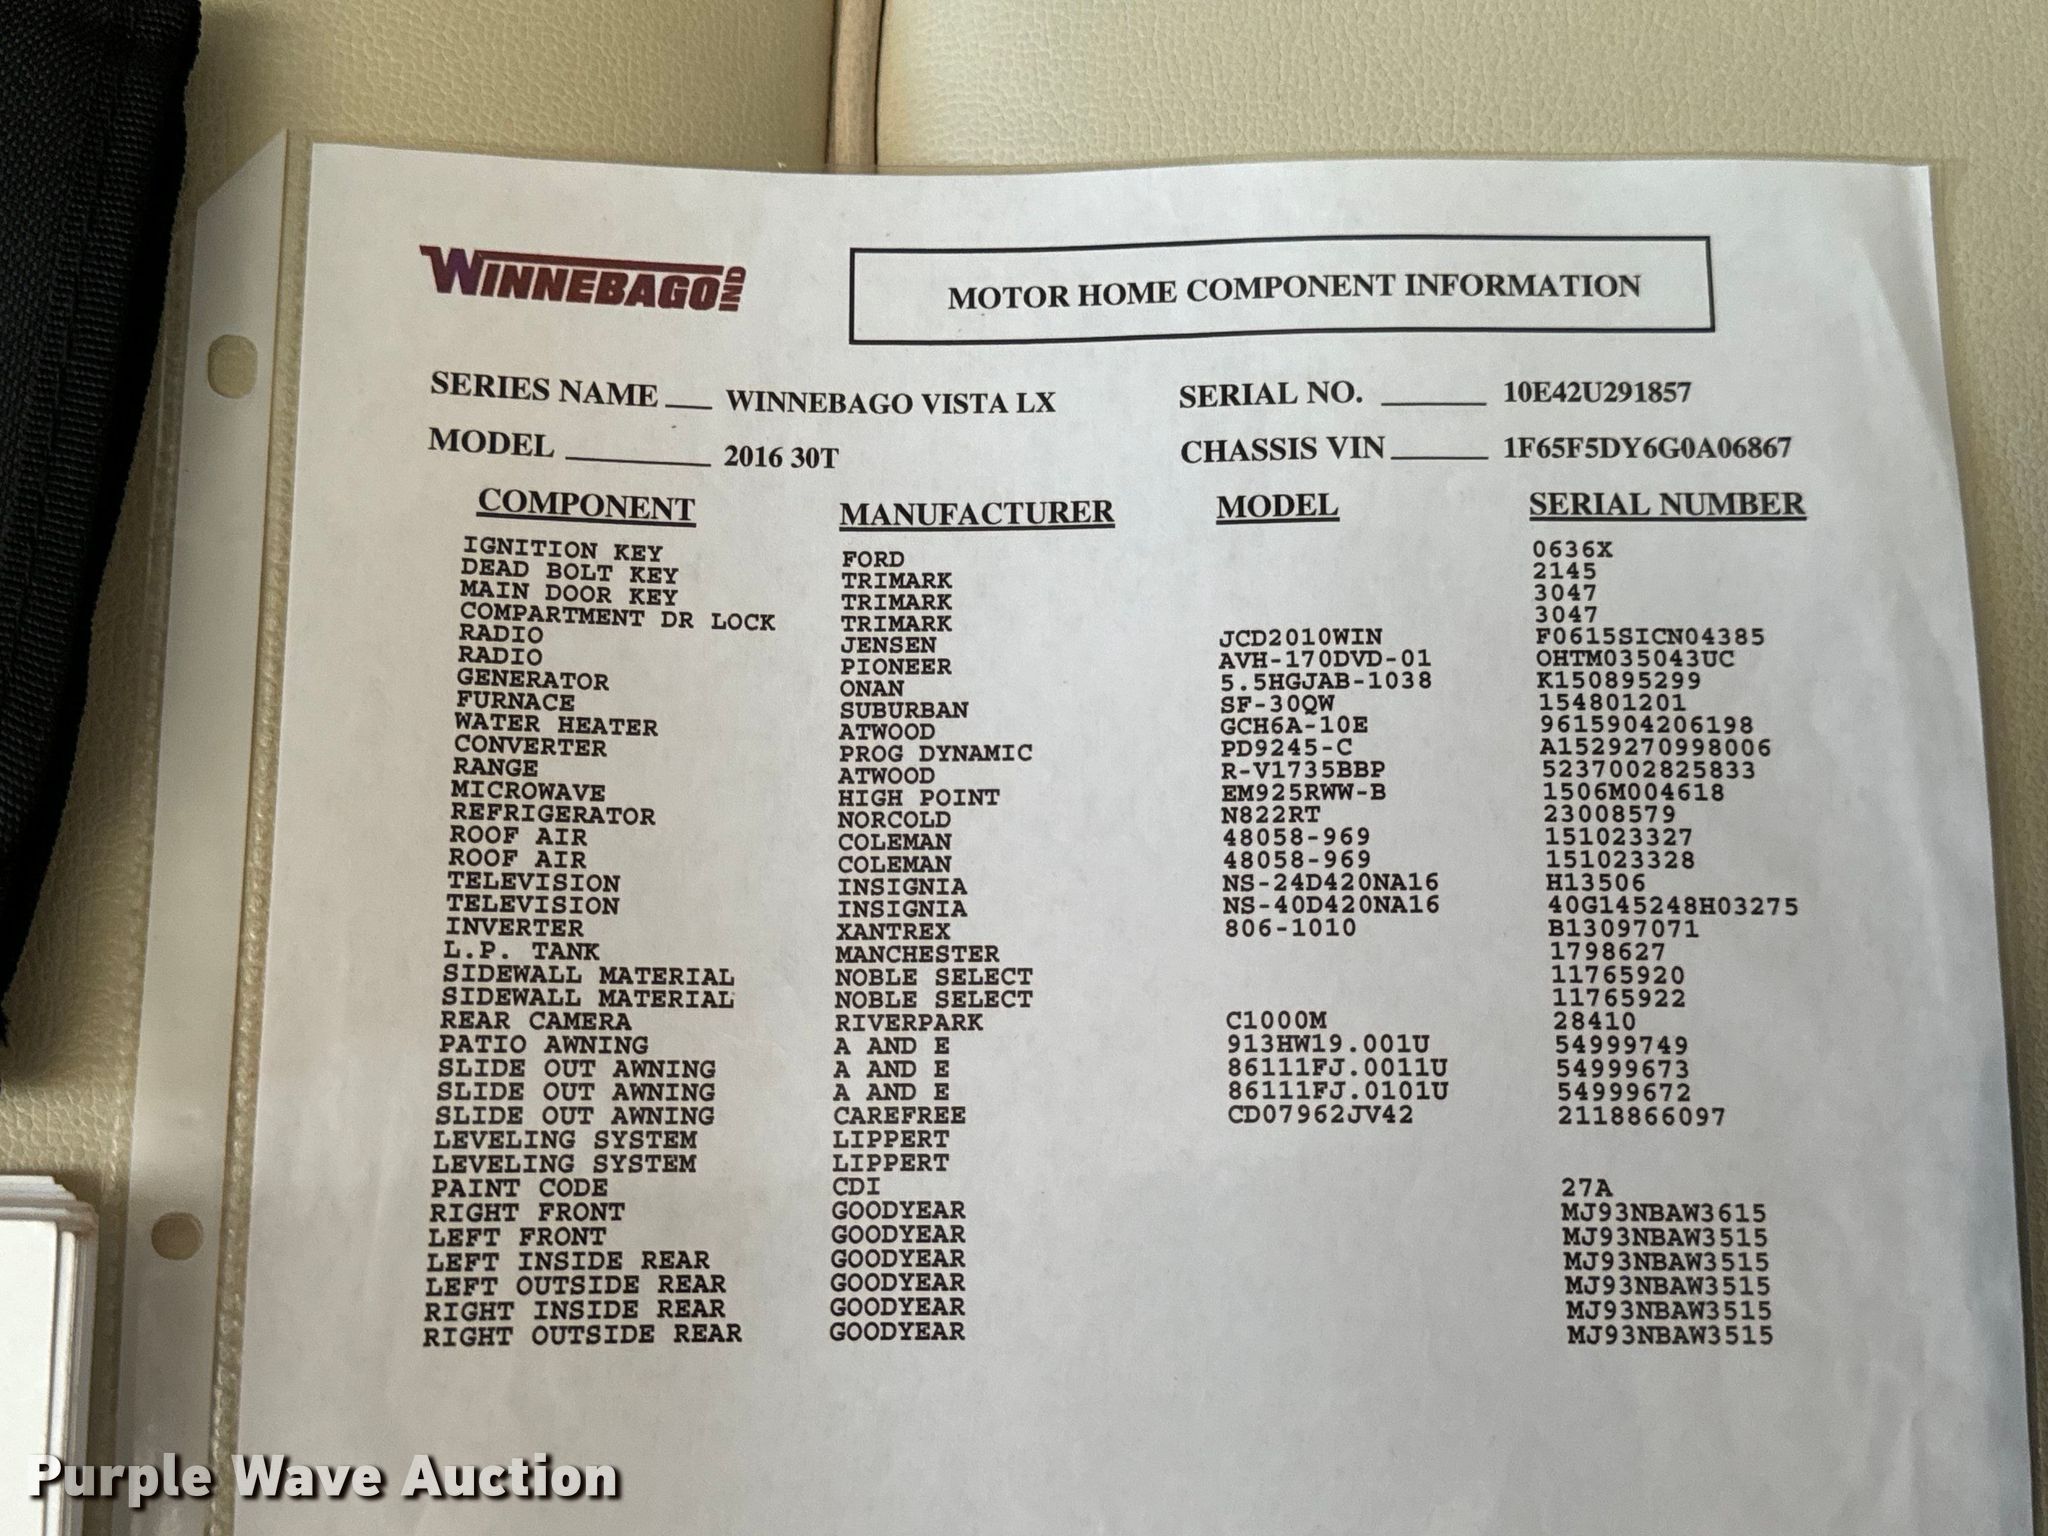 WINNEBAGO IND
MOTOR HOME COMPONENT INFORMATION
SERIES NAME ___ WINNEBAGO VISTA LX SERIAL NO. _______ 10E42U291857
MODEL _________ 2016 30T CHASSIS VIN ______ 1F65F5DY6G0A06867
COMPONENT MANUFACTURER MODEL SERIAL NUMBER
IGNITION KEY FORD 0636X
DEAD BOLT KEY TRIMARK 2145
MAIN DOOR KEY TRIMARK 3047
COMPARTMENT DR LOCK TRIMARK 3047
RADIO JENSEN JCD2010WIN F0615SICN04385
RADIO PIONEER AVH-170DVD-01 OHTM035043UC
GENERATOR ONAN 5.5HGJAB-1038 K150895299
FURNACE SUBURBAN SF-30QW 154801201
WATER HEATER ATWOOD GCH6A-10E 9615904206198
CONVERTER PROG DYNAMIC PD9245-C A1529270998006
RANGE ATWOOD R-V1735BBP 5237002825833
MICROWAVE HIGH POINT EM925RWW-B 1506M004618
REFRIGERATOR NORCOLD N822RT 23008579
ROOF AIR COLEMAN 48058-969 151023327
ROOF AIR COLEMAN 48058-969 151023328
TELEVISION INSIGNIA NS-24D420NA16 H13506
TELEVISION INSIGNIA NS-40D420NA16 40G145248H03275
INVERTER XANTREX 806-1010 B13097071
L.P. TANK MANCHESTER 1798627
SIDEWALL MATERIAL NOBLE SELECT 11765920
SIDEWALL MATERIAL NOBLE SELECT 11765922
REAR CAMERA RIVERPARK C1000M 28410
PATIO AWNING A AND E 913HW19.001U 54999749
SLIDE OUT AWNING A AND E 86111FJ.0011U 54999673
SLIDE OUT AWNING A AND E 86111FJ.0101U 54999672
SLIDE OUT AWNING CAREFREE CD07962JV42 2118866097
LEVELING SYSTEM LIPPERT
LEVELING SYSTEM LIPPERT
PAINT CODE CDI 27A
RIGHT FRONT GOODYEAR MJ93NBAW3615
LEFT FRONT GOODYEAR MJ93NBAW3515
LEFT INSIDE REAR GOODYEAR MJ93NBAW3515
LEFT OUTSIDE REAR GOODYEAR MJ93NBAW3515
RIGHT INSIDE REAR GOODYEAR MJ93NBAW3515
RIGHT OUTSIDE REAR GOODYEAR MJ93NBAW3515
Purple Wave Auction